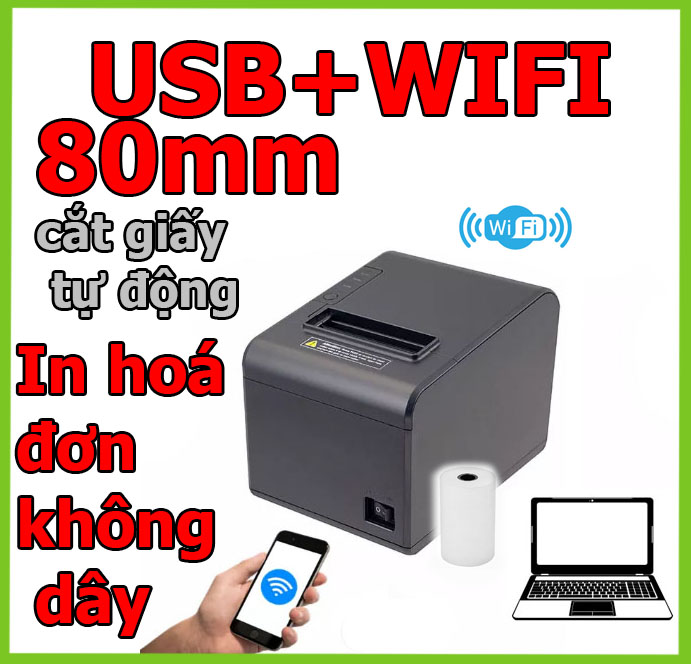 USB+WIFI
80mm
cắt giấy
tự động
WiFi
In hoá
đơn
không
dây